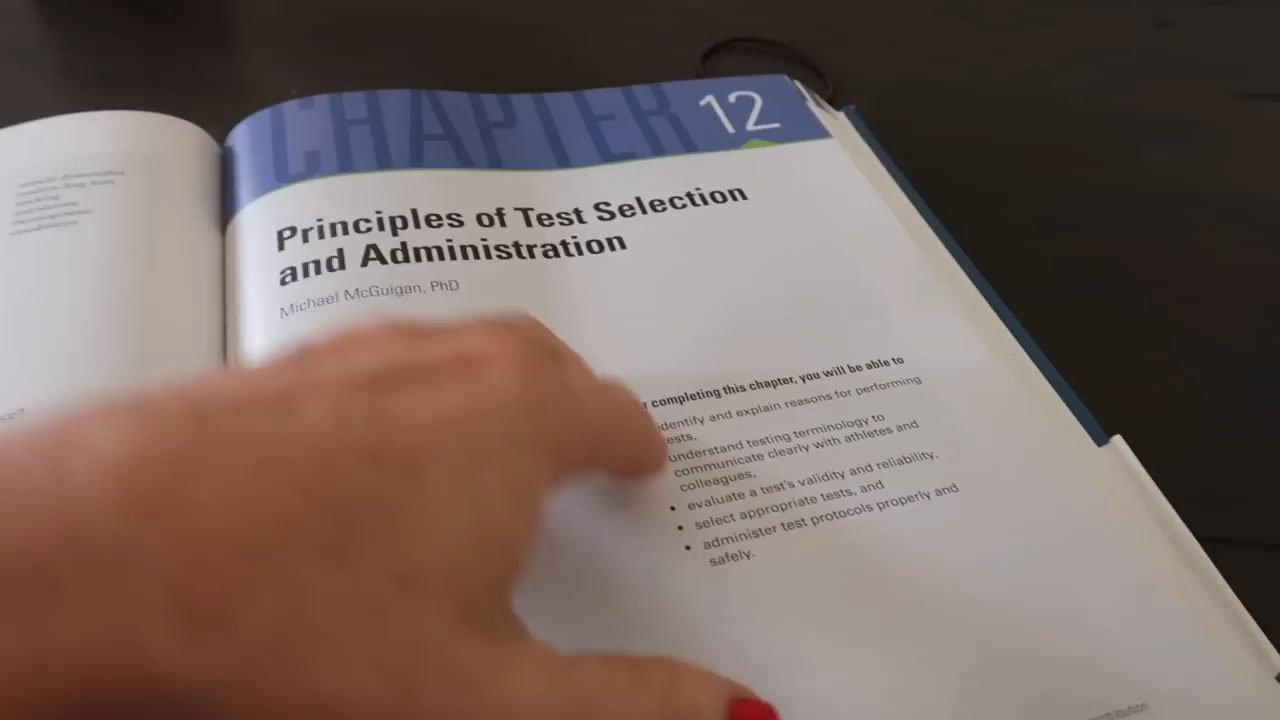 CHAPTER 12
Principles of Test Selection
and Administration
Michael McGuigan, PhD
completing this chapter, you will be able to
identify and explain reasons for performing
ests,
understand testing terminology to
communicate clearly with athletes and
colleagues,
• evaluate a test's validity and reliability,
• select appropriate tests, and
• administer test protocols properly and
safely.